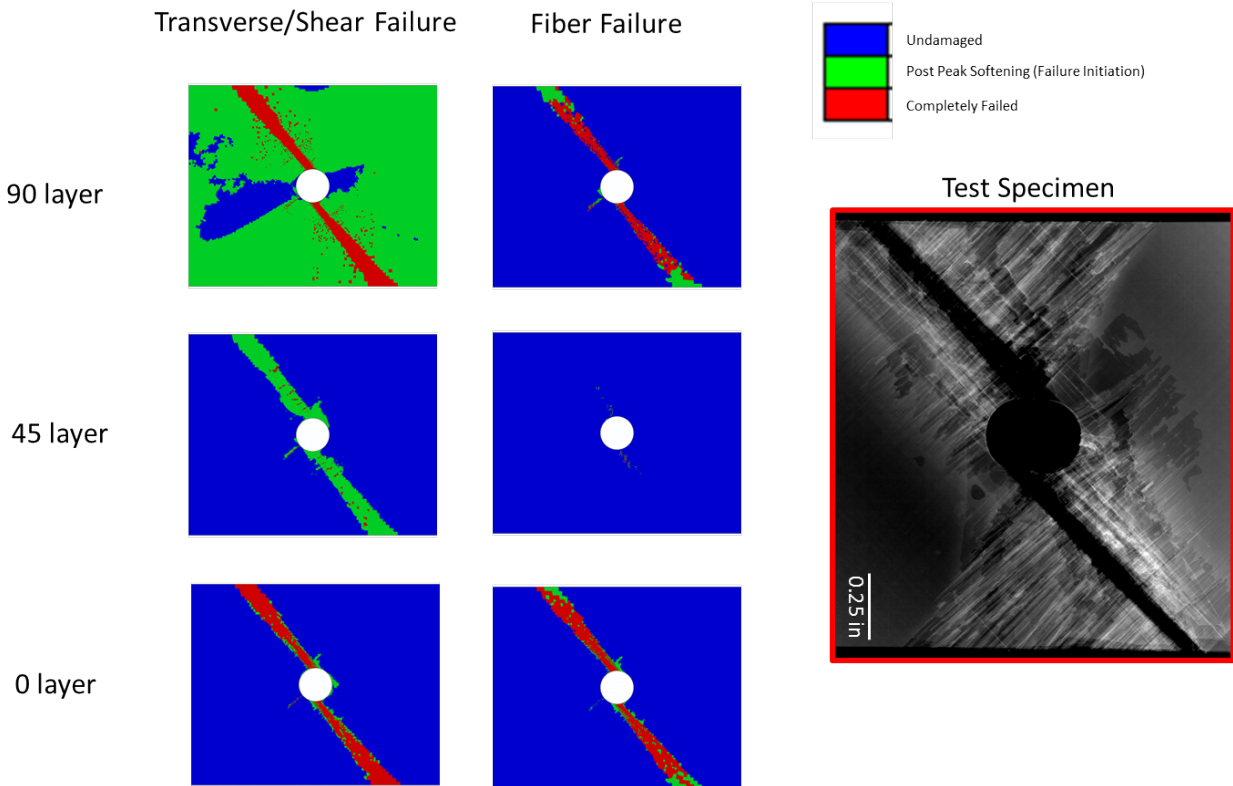 Transverse/Shear Failure
Fiber Failure
Undamaged
Post Peak Softening (Failure Initiation)
Completely Failed
90 layer
Test Specimen
45 layer
0.25 in
0 layer